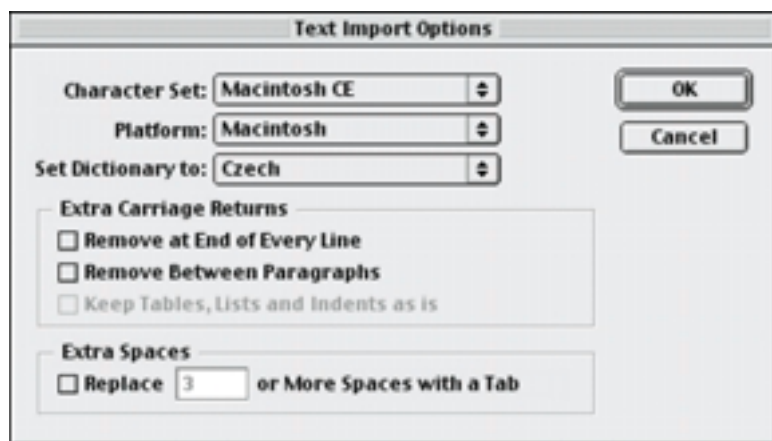 Text Import Options
Character Set: Macintosh CE
OK
Platform: Macintosh
Cancel
Set Dictionary to: Czech
Extra Carriage Returns
Remove at End of Every Line
Remove Between Paragraphs
Keep Tables, Lists and Indents as is
Extra Spaces
Replace 3 or More Spaces with a Tab